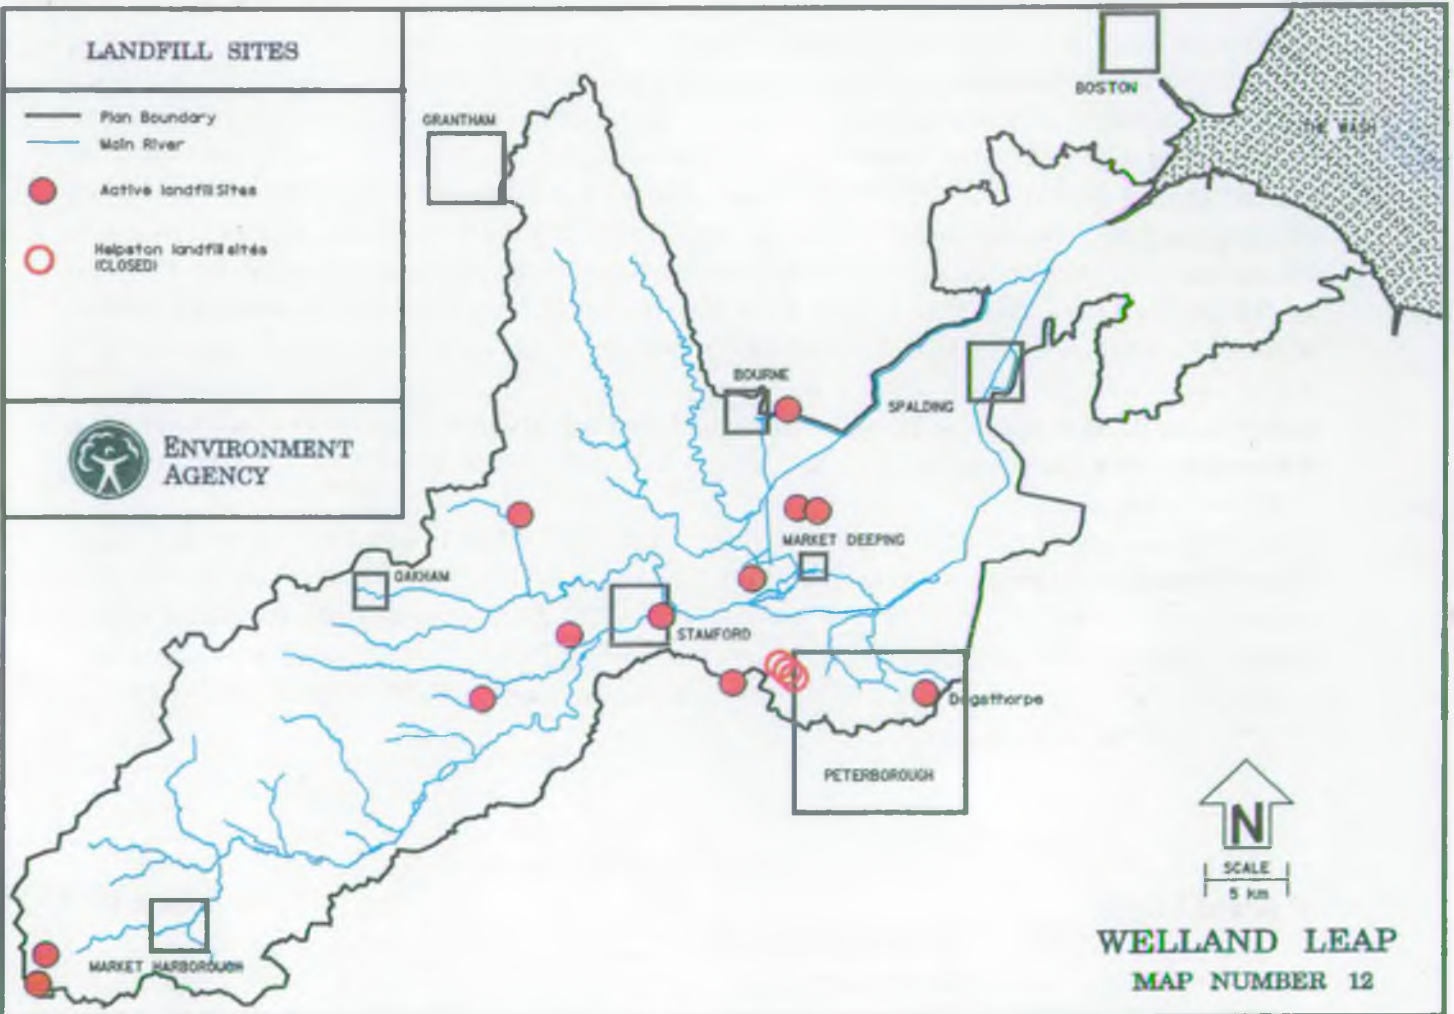 LANDFILL SITES
Plan Boundary
Main River
Active landfill Sites
Helpston landfill sites
(CLOSED)
ENVIRONMENT
AGENCY
GRANTHAM
BOSTON
THE WASH
BOURNE
SPALDING
MARKET DEEPING
OAKHAM
STAMFORD
Dogsthorpe
PETERBOROUGH
MARKET HARBOROUGH
N
SCALE
5 km
WELLAND LEAP
MAP NUMBER 12